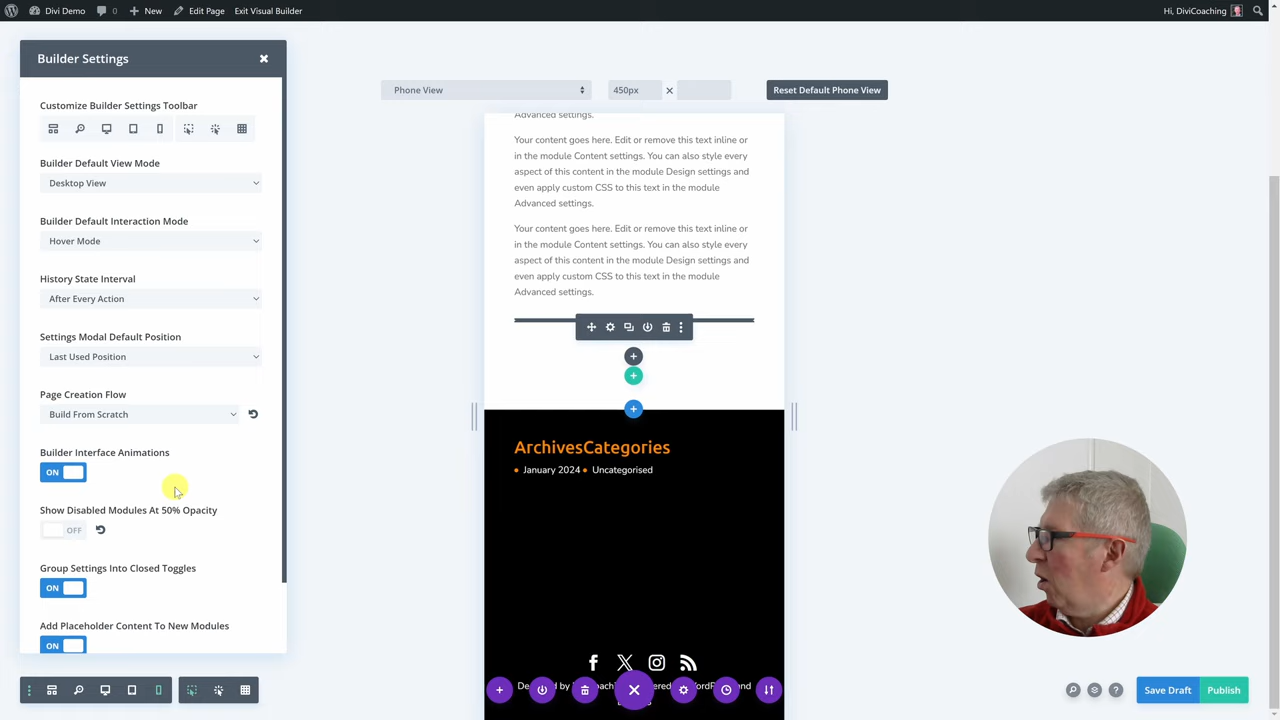 Divi Demo 0 New Edit Page Exit Visual Builder Hi, DiviCoaching
Builder Settings
Customize Builder Settings Toolbar
Builder Default View Mode
Desktop View
Builder Default Interaction Mode
Hover Mode
History State Interval
After Every Action
Settings Modal Default Position
Last Used Position
Page Creation Flow
Build From Scratch
Builder Interface Animations
ON
Show Disabled Modules At 50% Opacity
OFF
Group Settings Into Closed Toggles
ON
Add Placeholder Content To New Modules
ON
Phone View 450px Reset Default Phone View
Advanced settings.
Your content goes here. Edit or remove this text inline or
in the module Content settings. You can also style every
aspect of this content in the module Design settings and
even apply custom CSS to this text in the module
Advanced settings.
Your content goes here. Edit or remove this text inline or
in the module Content settings. You can also style every
aspect of this content in the module Design settings and
even apply custom CSS to this text in the module
Advanced settings.
ArchivesCategories
January 2024 Uncategorised
Save Draft Publish